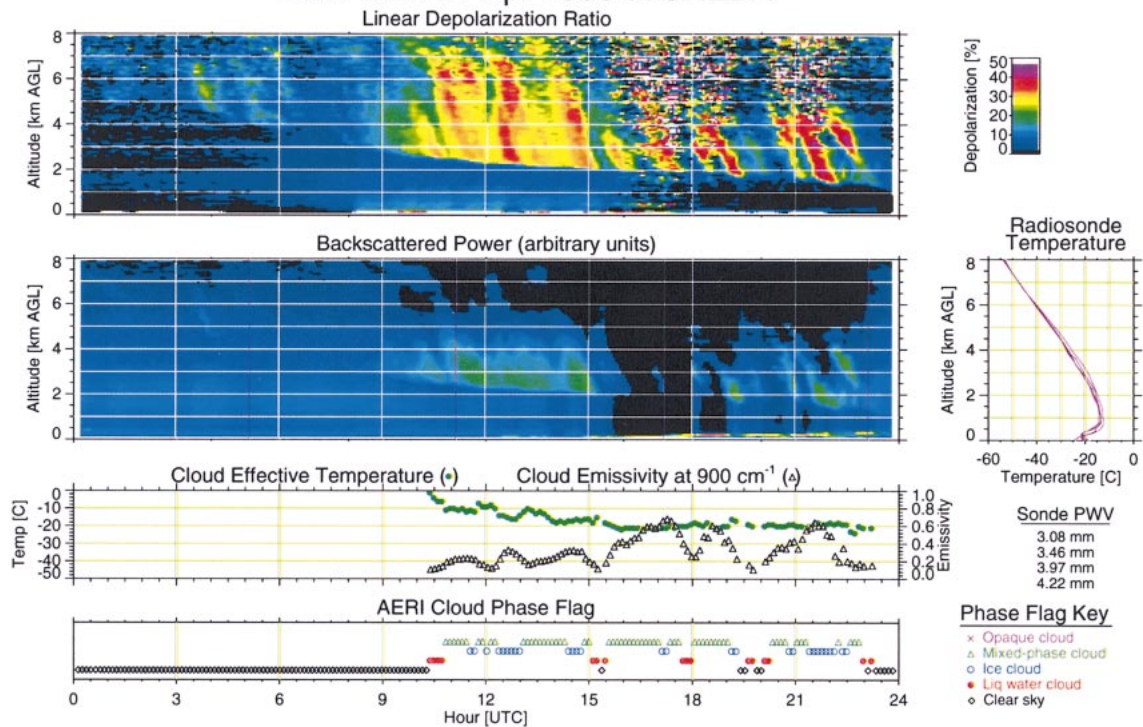 Linear Depolarization Ratio
8
6
4
2
0
Altitude [km AGL]
Depolarization [%]
50
40
30
20
10
0
Backscattered Power (arbitrary units)
8
6
4
2
0
Altitude [km AGL]
Radiosonde
Temperature
8
6
4
2
0
Altitude [km AGL]
-60 -40 -20 0
Temperature [C]
Cloud Effective Temperature (•)
Cloud Emissivity at 900 cm-1 (△)
0
-10
-20
-30
-40
-50
Temp [C]
1.0
0.8
0.6
0.4
0.2
0.0
Emissivity
Sonde PWV
3.08 mm
3.46 mm
3.97 mm
4.22 mm
AERI Cloud Phase Flag
Phase Flag Key
× Opaque cloud
△ Mixed-phase cloud
○ Ice cloud
● Liq water cloud
◇ Clear sky
0 3 6 9 12 15 18 21 24
Hour [UTC]